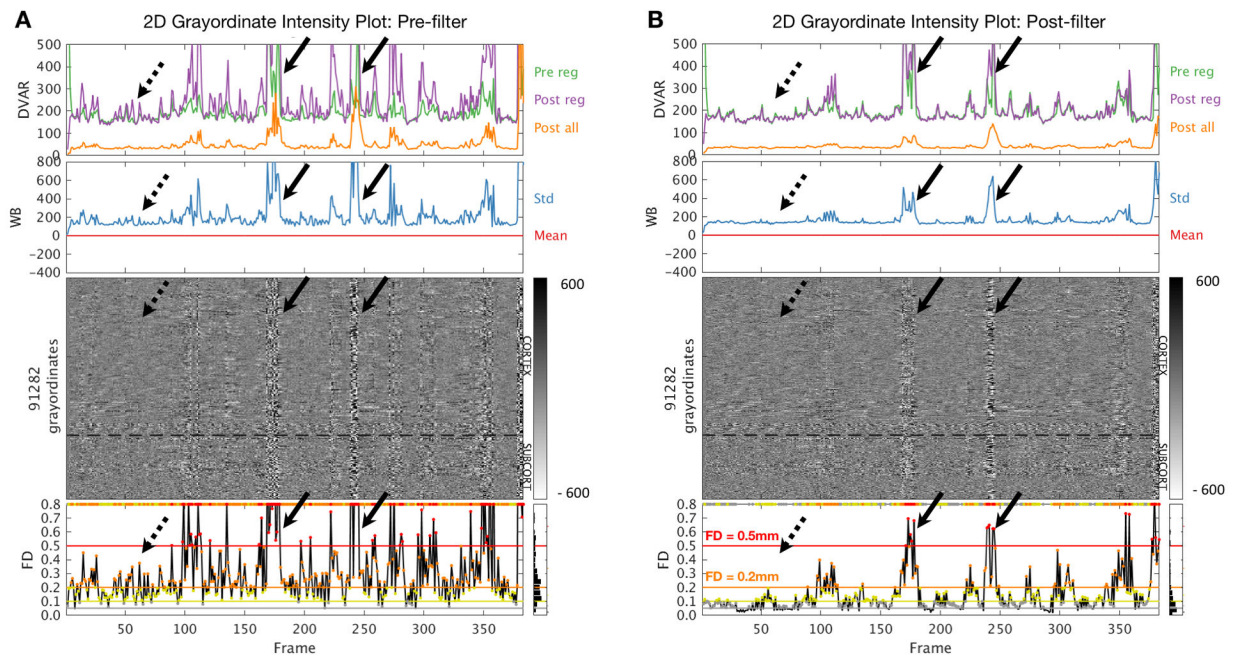 A
2D Grayordinate Intensity Plot: Pre-filter
500
400
300
200
100
0
DVAR
Pre reg
Post reg
Post all
800
600
400
200
0
−200
−400
WB
Std
Mean
91282
grayordinates
CORTEX
SUBCORT
600
- 600
0.8
0.7
0.6
0.5
0.4
0.3
0.2
0.1
0.0
FD
50 100 150 200 250 300 350
Frame
B
2D Grayordinate Intensity Plot: Post-filter
500
400
300
200
100
0
DVAR
Pre reg
Post reg
Post all
800
600
400
200
0
−200
−400
WB
Std
Mean
91282
grayordinates
CORTEX
SUBCORT
600
- 600
0.8
0.7
0.6
0.5
0.4
0.3
0.2
0.1
0.0
FD
FD = 0.5mm
FD = 0.2mm
50 100 150 200 250 300 350
Frame